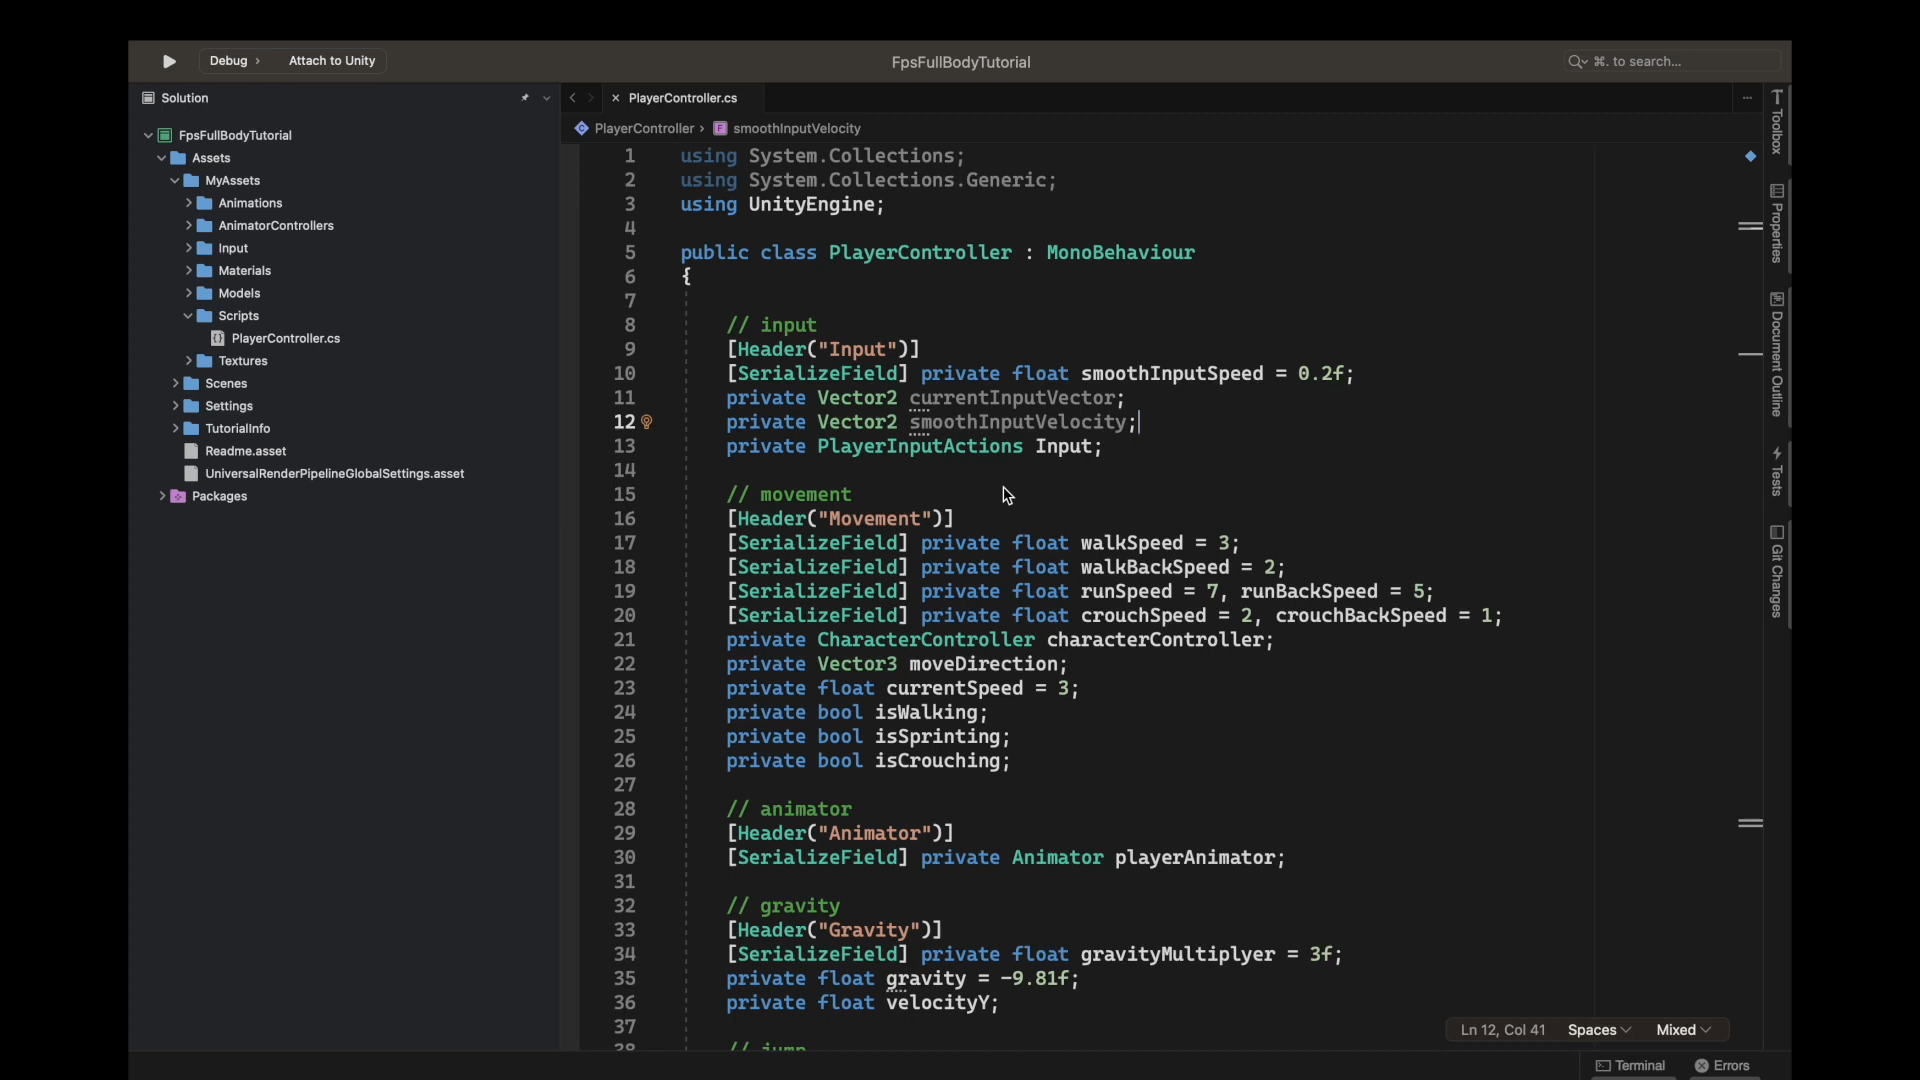 Debug › Attach to Unity
FpsFullBodyTutorial
⌘. to search...
Solution
FpsFullBodyTutorial
Assets
MyAssets
Animations
AnimatorControllers
Input
Materials
Models
Scripts
PlayerController.cs
Textures
Scenes
Settings
TutorialInfo
Readme.asset
UniversalRenderPipelineGlobalSettings.asset
Packages
PlayerController.cs
PlayerController › smoothInputVelocity
1 using System.Collections;
2 using System.Collections.Generic;
3 using UnityEngine;
4
5 public class PlayerController : MonoBehaviour
6 {
7
8 // input
9 [Header("Input")]
10 [SerializeField] private float smoothInputSpeed = 0.2f;
11 private Vector2 currentInputVector;
12 private Vector2 smoothInputVelocity;
13 private PlayerInputActions Input;
14
15 // movement
16 [Header("Movement")]
17 [SerializeField] private float walkSpeed = 3;
18 [SerializeField] private float walkBackSpeed = 2;
19 [SerializeField] private float runSpeed = 7, runBackSpeed = 5;
20 [SerializeField] private float crouchSpeed = 2, crouchBackSpeed = 1;
21 private CharacterController characterController;
22 private Vector3 moveDirection;
23 private float currentSpeed = 3;
24 private bool isWalking;
25 private bool isSprinting;
26 private bool isCrouching;
27
28 // animator
29 [Header("Animator")]
30 [SerializeField] private Animator playerAnimator;
31
32 // gravity
33 [Header("Gravity")]
34 [SerializeField] private float gravityMultiplyer = 3f;
35 private float gravity = -9.81f;
36 private float velocityY;
37
38 // jump
Toolbox
Properties
Document Outline
Tests
Git Changes
Ln 12, Col 41 Spaces Mixed
Terminal Errors